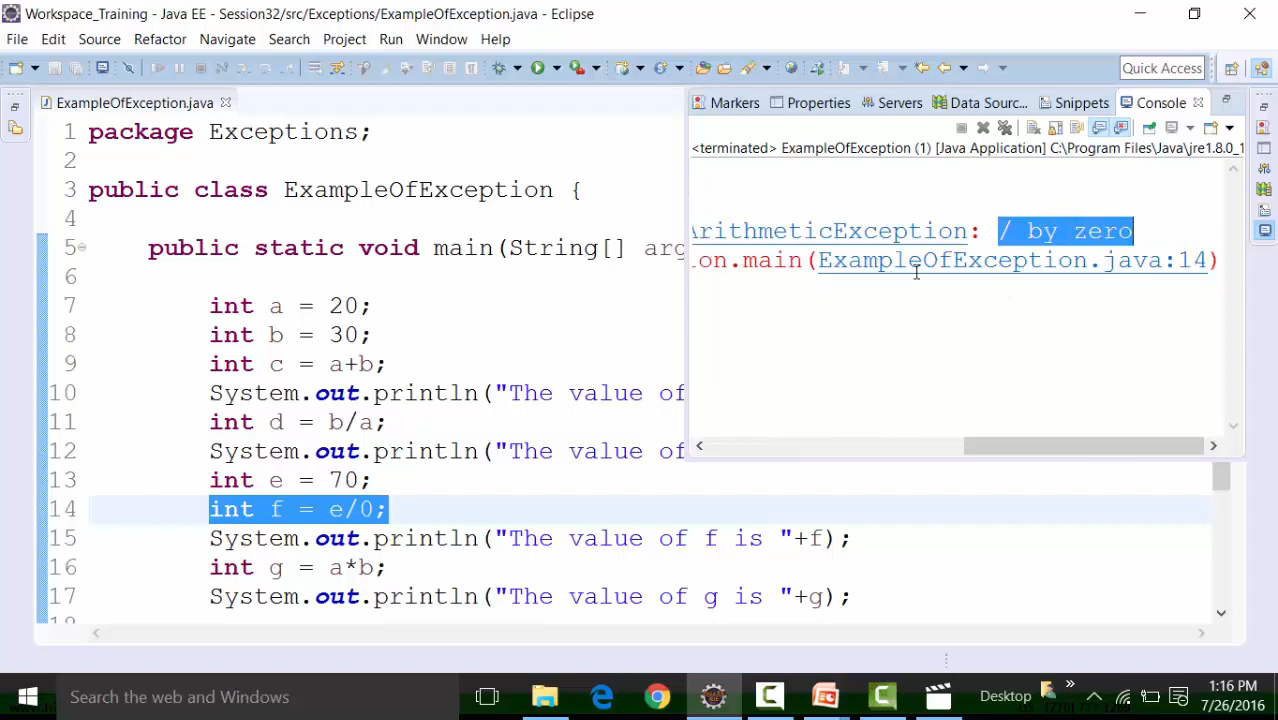 Workspace_Training - Java EE - Session32/src/Exceptions/ExampleOfException.java - Eclipse
File Edit Source Refactor Navigate Search Project Run Window Help
Quick Access
ExampleOfException.java
1 package Exceptions;
2
3 public class ExampleOfException {
4
5 public static void main(String[] arg
6
7 int a = 20;
8 int b = 30;
9 int c = a+b;
10 System.out.println("The value of
11 int d = b/a;
12 System.out.println("The value of
13 int e = 70;
14 int f = e/0;
15 System.out.println("The value of f is "+f);
16 int g = a*b;
17 System.out.println("The value of g is "+g);
Markers Properties Servers Data Sourc... Snippets Console
<terminated> ExampleOfException (1) [Java Application] C:\Program Files\Java\jre1.8.0_1
ArithmeticException: / by zero
on.main(ExampleOfException.java:14)
Search the web and Windows
Desktop
1:16 PM
7/26/2016